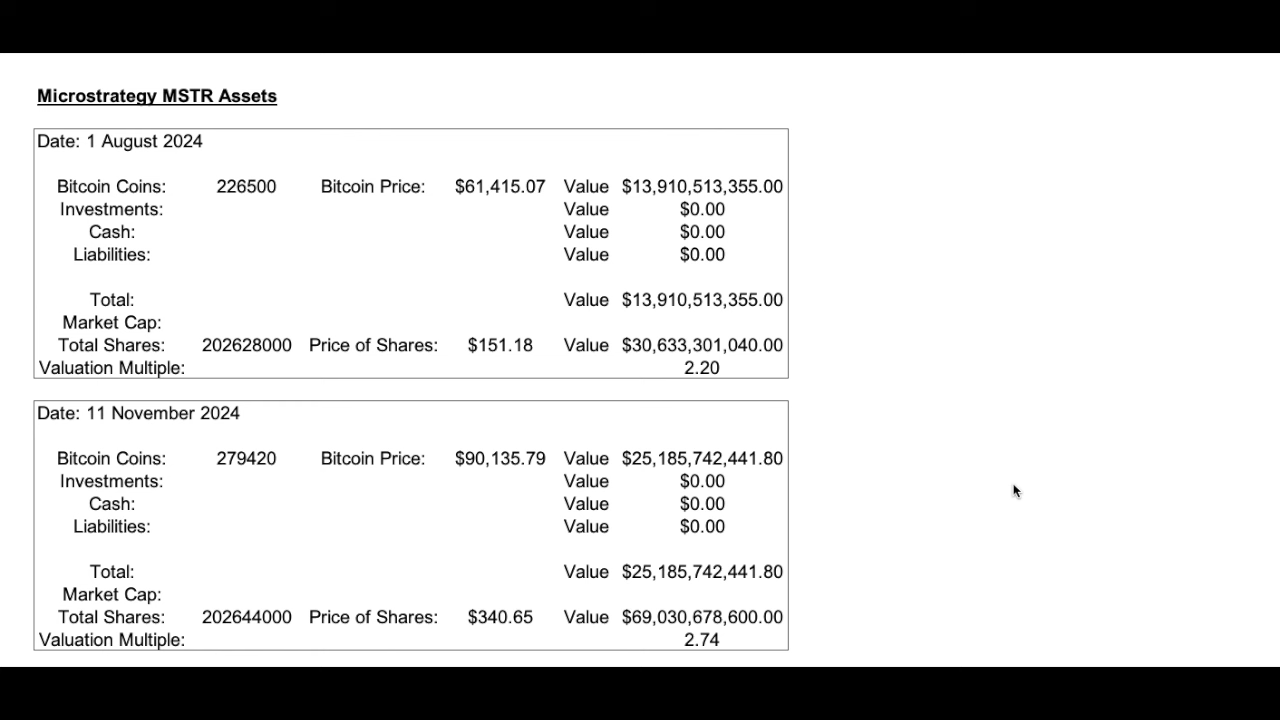 Microstrategy MSTR Assets
Date: 1 August 2024
Bitcoin Coins: 226500 Bitcoin Price: $61,415.07 Value $13,910,513,355.00
Investments: Value $0.00
Cash: Value $0.00
Liabilities: Value $0.00
Total: Value $13,910,513,355.00
Market Cap:
Total Shares: 202628000 Price of Shares: $151.18 Value $30,633,301,040.00
Valuation Multiple: 2.20
Date: 11 November 2024
Bitcoin Coins: 279420 Bitcoin Price: $90,135.79 Value $25,185,742,441.80
Investments: Value $0.00
Cash: Value $0.00
Liabilities: Value $0.00
Total: Value $25,185,742,441.80
Market Cap:
Total Shares: 202644000 Price of Shares: $340.65 Value $69,030,678,600.00
Valuation Multiple: 2.74